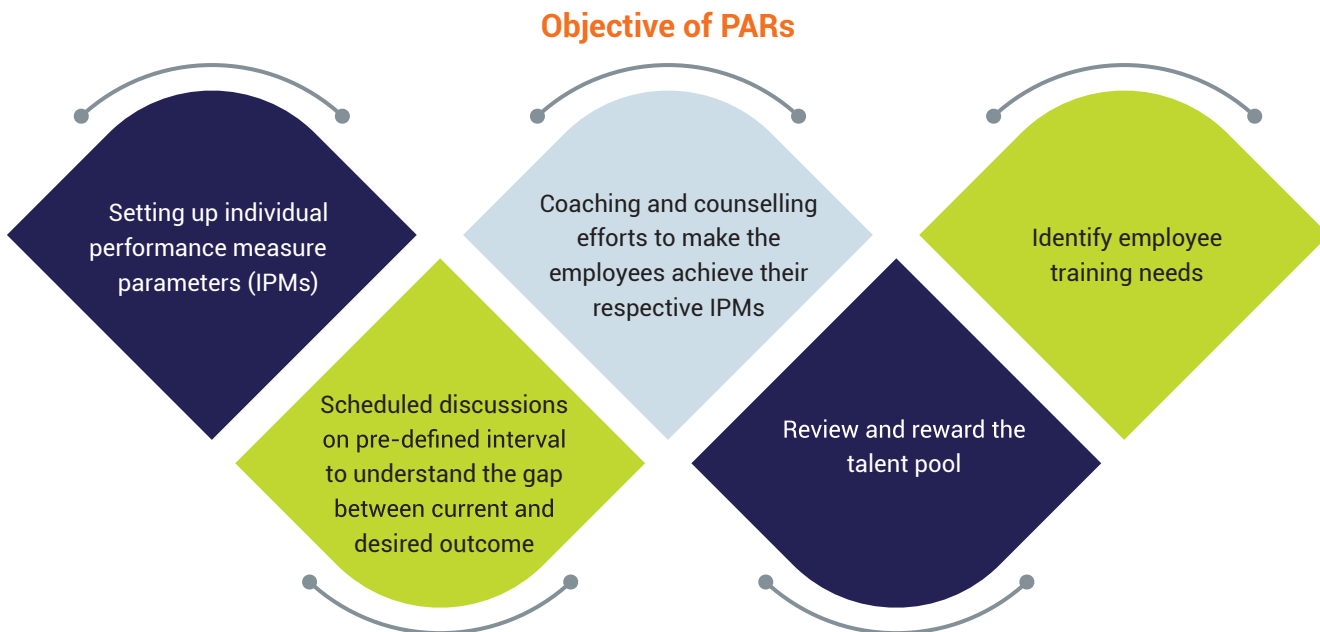 Objective of PARs
Setting up individual
performance measure
parameters (IPMs)
Scheduled discussions
on pre-defined interval
to understand the gap
between current and
desired outcome
Coaching and counselling
efforts to make the
employees achieve their
respective IPMs
Review and reward the
talent pool
Identify employee
training needs